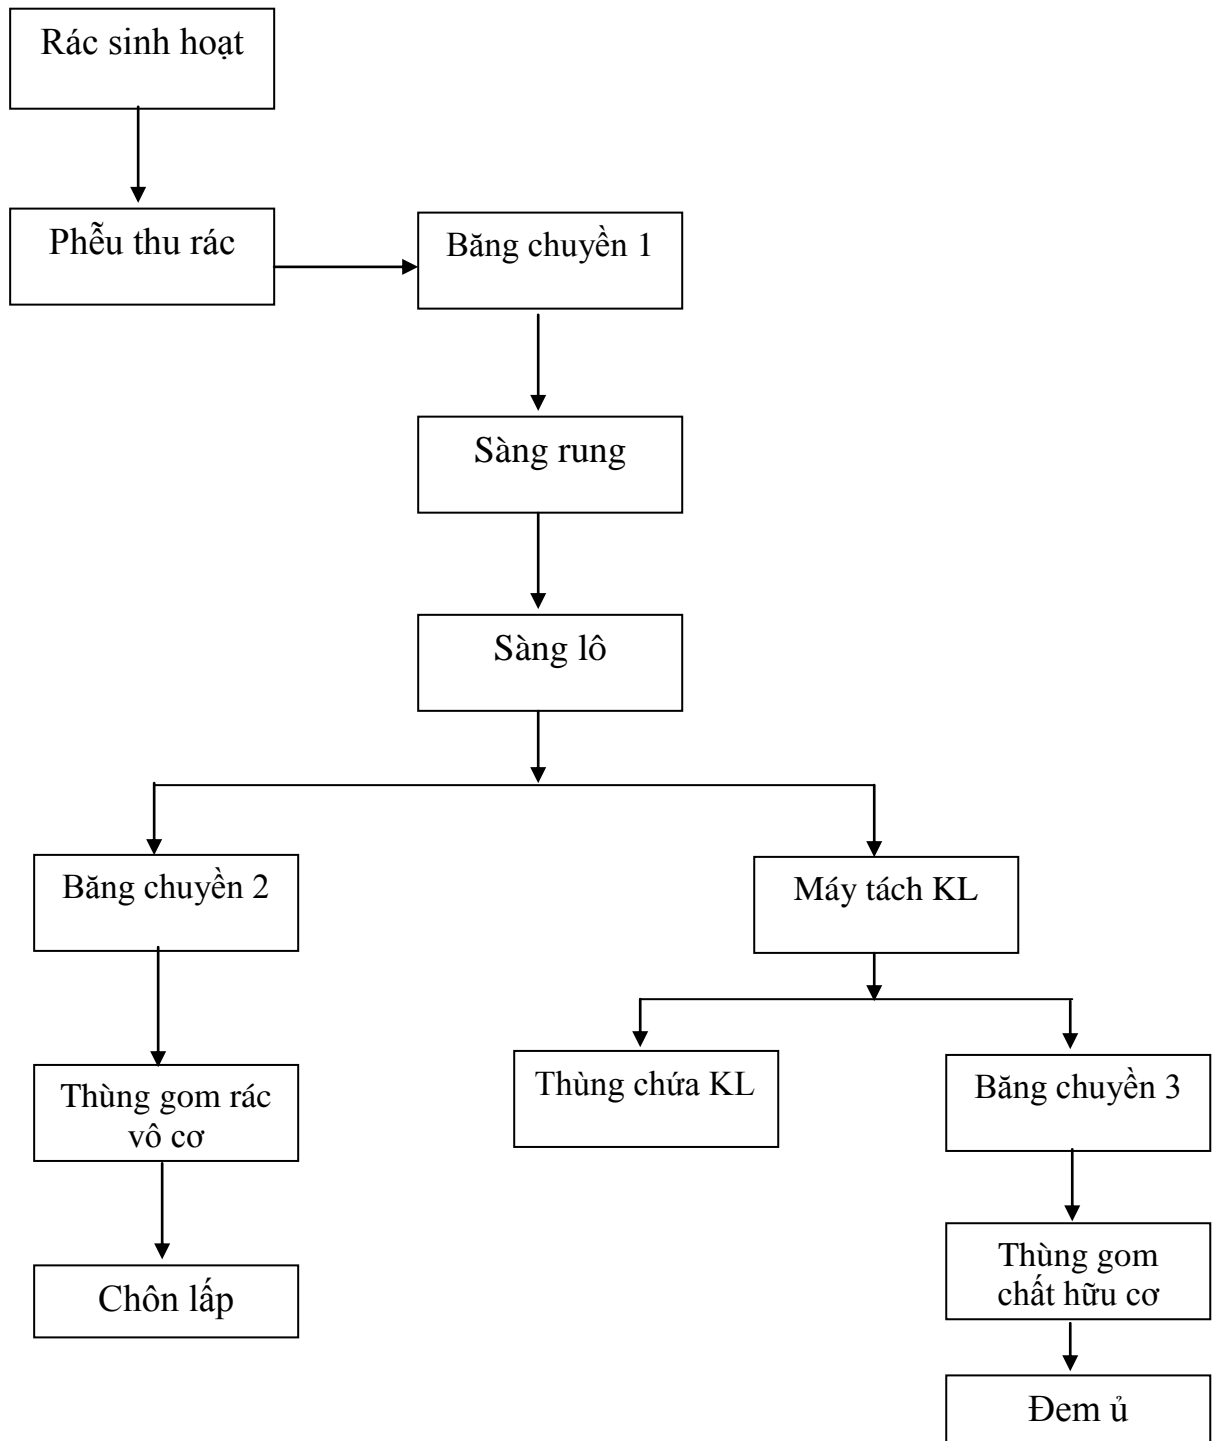 Rác sinh hoạt
Phễu thu rác
Băng chuyền 1
Sàng rung
Sàng lô
Băng chuyền 2
Máy tách KL
Thùng chứa KL
Băng chuyền 3
Thùng gom rác
vô cơ
Thùng gom
chất hữu cơ
Chôn lấp
Đem ủ